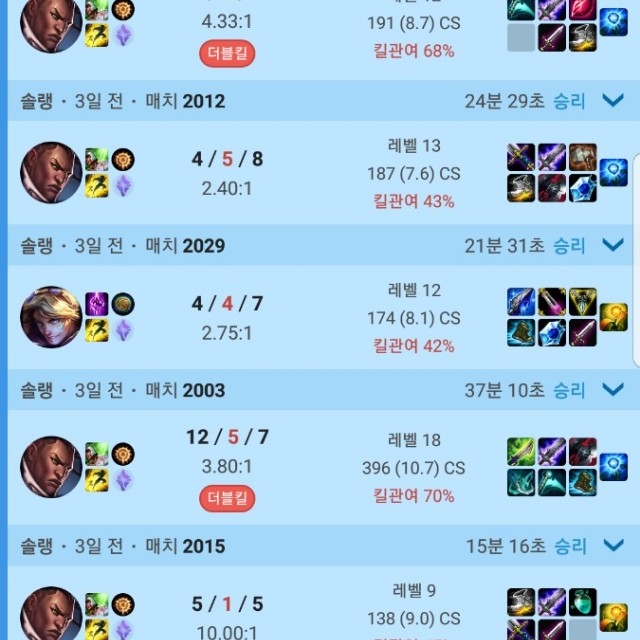 4.33:1
191 (8.7) CS
더블킬
킬관여 68%
솔랭 · 3일 전 · 매치 2012
24분 29초 승리
4 / 5 / 8
레벨 13
2.40:1
187 (7.6) CS
킬관여 43%
솔랭 · 3일 전 · 매치 2029
21분 31초 승리
4 / 4 / 7
레벨 12
2.75:1
174 (8.1) CS
킬관여 42%
솔랭 · 3일 전 · 매치 2003
37분 10초 승리
12 / 5 / 7
레벨 18
3.80:1
396 (10.7) CS
더블킬
킬관여 70%
솔랭 · 3일 전 · 매치 2015
15분 16초 승리
5 / 1 / 5
레벨 9
10.00:1
138 (9.0) CS